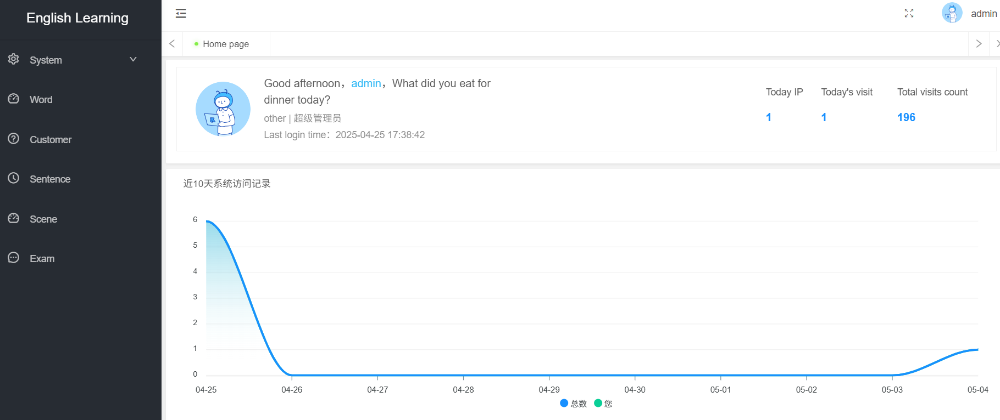 English Learning
admin
System
Home page
Word
Customer
Sentence
Scene
Exam
Good afternoon，admin，What did you eat for
dinner today?
other | 超级管理员
Last login time：2025-04-25 17:38:42
Today IP
Today's visit
Total visits count
1
1
196
近10天系统访问记录
6
5
4
3
2
1
0
04-25
04-26
04-27
04-28
04-29
04-30
05-01
05-02
05-03
05-04
总数
您